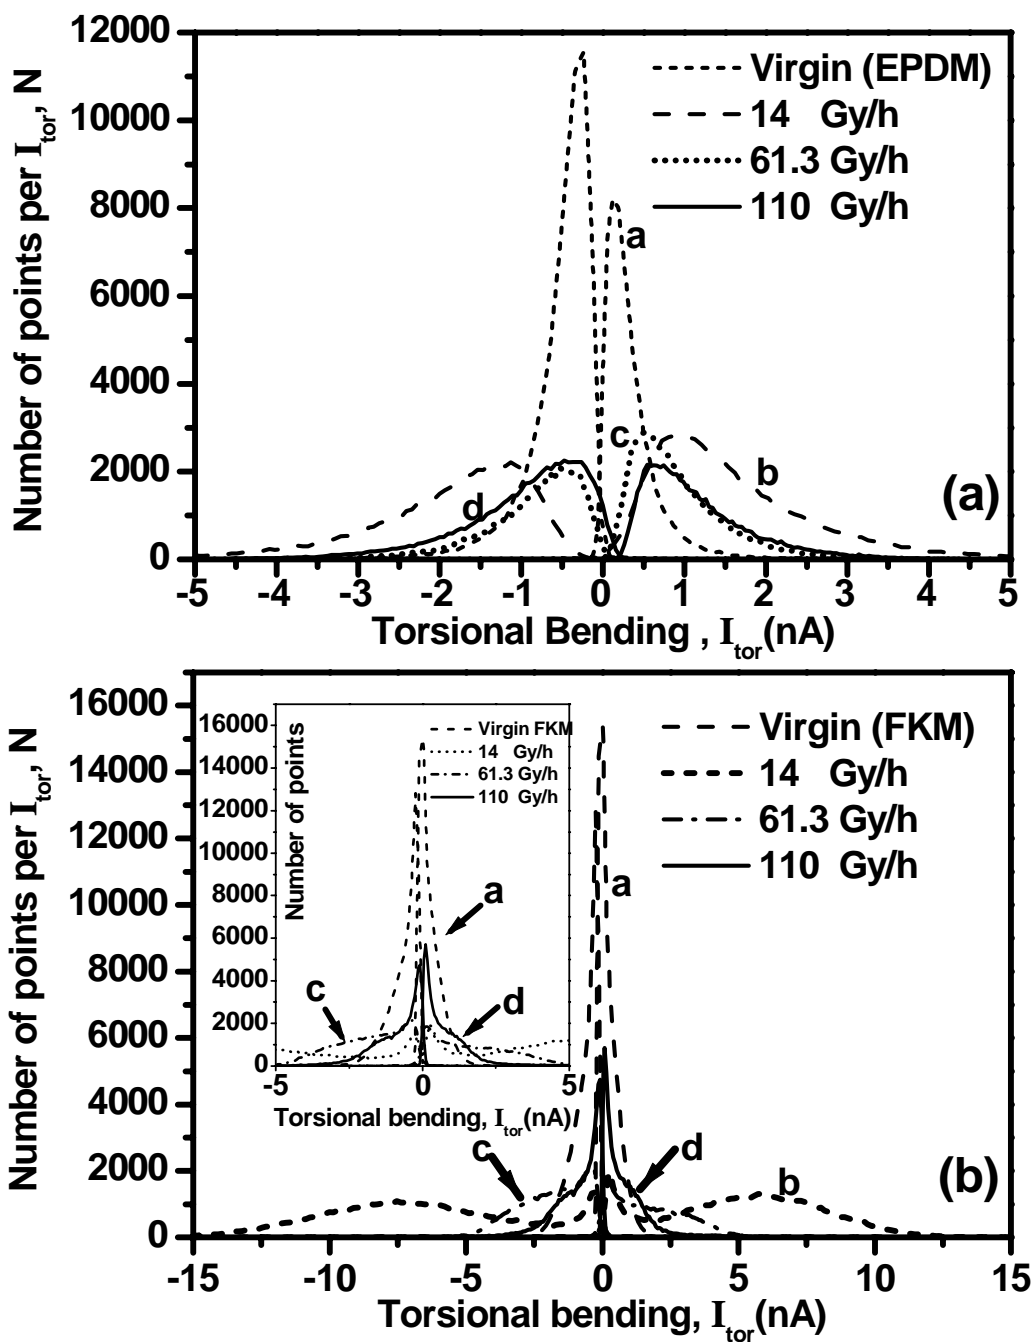 12000
10000
8000
6000
4000
2000
0
Number of points per I_tor, N
Virgin (EPDM)
14 Gy/h
61.3 Gy/h
110 Gy/h
a
c
b
d
(a)
-5 -4 -3 -2 -1 0 1 2 3 4 5
Torsional Bending , I_tor(nA)
16000
14000
12000
10000
8000
6000
4000
2000
0
Number of points per I_tor, N
Virgin (FKM)
14 Gy/h
61.3 Gy/h
110 Gy/h
16000
14000
12000
10000
8000
6000
4000
2000
0
Number of points
Virgin FKM
14 Gy/h
61.3 Gy/h
110 Gy/h
a
c
d
-5 0 5
Torsional bending, I_tor(nA)
a
c
d
b
(b)
-15 -10 -5 0 5 10 15
Torsional bending, I_tor(nA)